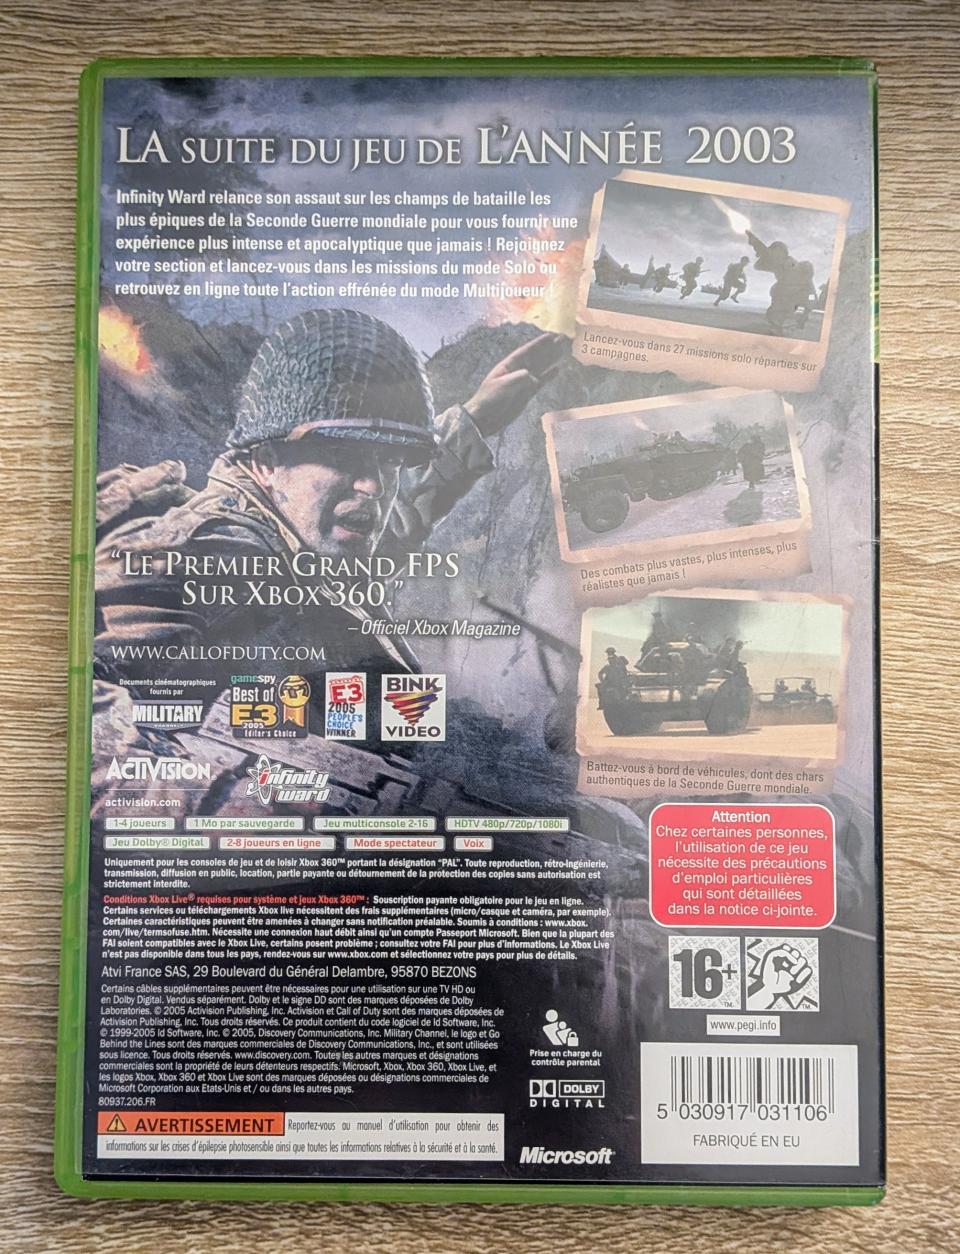 LA SUITE DU JEU DE L'ANNÉE 2003
Infinity Ward relance son assaut sur les champs de bataille les
plus épiques de la Seconde Guerre mondiale pour vous fournir une
expérience plus intense et apocalyptique que jamais ! Rejoignez
votre section et lancez-vous dans les missions du mode Solo ou
retrouvez en ligne toute l'action effrénée du mode Multijoueur !
Lancez-vous dans 27 missions solo réparties sur
3 campagnes.
Des combats plus vastes, plus intenses, plus
réalistes que jamais !
"LE PREMIER GRAND FPS
SUR XBOX 360."
– Officiel Xbox Magazine
WWW.CALLOFDUTY.COM
Documents cinématographiques
fournis par
MILITARY
CHANNEL
gamespy
Best of
E3
2005
Editor's Choice
E3
2005
PEOPLE'S
CHOICE
WINNER
BINK
VIDEO
Battez-vous à bord de véhicules, dont des chars
authentiques de la Seconde Guerre mondiale.
ACTIVISION
activision.com
infinity
ward
1-4 joueurs
1 Mo par sauvegarde
Jeu multiconsole 2-16
HDTV 480p/720p/1080i
Jeu Dolby® Digital
2-8 joueurs en ligne
Mode spectateur
Voix
Uniquement pour les consoles de jeu et de loisir Xbox 360™ portant la désignation "PAL". Toute reproduction, rétro-ingénierie,
transmission, diffusion en public, location, partie payante ou détournement de la protection des copies sans autorisation est
strictement interdite.
Conditions Xbox Live® requises pour système et jeux Xbox 360™ : Souscription payante obligatoire pour le jeu en ligne.
Certains services ou téléchargements Xbox live nécessitent des frais supplémentaires (micro/casque et caméra, par exemple).
Certaines caractéristiques peuvent être amenées à changer sans notification préalable. Soumis à conditions : www.xbox.
com/live/termsofuse.htm. Nécessite une connexion haut débit ainsi qu'un compte Passeport Microsoft. Bien que la plupart des
FAI soient compatibles avec le Xbox Live, certains posent problème ; consultez votre FAI pour plus d'informations. Le Xbox Live
n'est pas disponible dans tous les pays, rendez-vous sur www.xbox.com et sélectionnez votre pays pour plus de détails.
Atvi France SAS, 29 Boulevard du Général Delambre, 95870 BEZONS
Certains câbles supplémentaires peuvent être nécessaires pour une utilisation sur une TV HD ou
en Dolby Digital. Vendus séparément. Dolby et le signe DD sont des marques déposées de Dolby
Laboratories. © 2005 Activision Publishing, Inc. Activision et Call of Duty sont des marques déposées de
Activision Publishing, Inc. Tous droits réservés. Ce produit contient du code logiciel de Id Software, Inc.
© 1999-2005 Id Software, Inc. © 2005, Discovery Communications, Inc. Military Channel, le logo et Go
Behind the Lines sont des marques commerciales de Discovery Communications, Inc., et sont utilisées
sous licence. Tous droits réservés. www.discovery.com. Toutes les autres marques et désignations
commerciales sont la propriété de leurs détenteurs respectifs. Microsoft, Xbox, Xbox 360, Xbox Live, et
les logos Xbox, Xbox 360 et Xbox Live sont des marques déposées ou désignations commerciales de
Microsoft Corporation aux Etats-Unis et / ou dans les autres pays.
80937.206.FR
AVERTISSEMENT
Reportez-vous au manuel d'utilisation pour obtenir des
informations sur les crises d'épilepsie photosensible ainsi que toutes les informations relatives à la sécurité et à la santé.
Attention
Chez certaines personnes,
l'utilisation de ce jeu
nécessite des précautions
d'emploi particulières
qui sont détaillées
dans la notice ci-jointe.
16+
TM
TM
www.pegi.info
Prise en charge du
contrôle parental
DOLBY
DIGITAL
Microsoft®
5 030917 031106
FABRIQUÉ EN EU